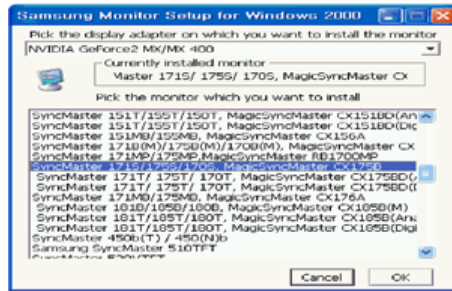 Samsung Monitor Setup for Windows 2000
Pick the display adapter on which you want to install the monitor
NVIDIA GeForce2 MX/MX 400
Currently installed monitor
Master 171S/ 175S/ 170S, MagicSyncMaster CX
Pick the monitor which you want to install
SyncMaster 151T/155T/150T, MagicSyncMaster CX151BD(An
SyncMaster 151T/155T/150T, MagicSyncMaster CX151BD(Dig
SyncMaster 151MB/155MB, MagicSyncMaster CX156A
SyncMaster 171B(M)/175B(M)/170B(M), MagicSyncMaster CX
SyncMaster 171MP/175MP,MagicSyncMaster RB1700MP
SyncMaster 171S/175S/170S, MagicSyncMaster CX175B
SyncMaster 171T/ 175T/ 170T, MagicSyncMaster CX175BD(A
SyncMaster 171T/ 175T/ 170T, MagicSyncMaster CX175BD(D
SyncMaster 171MB/175MB, MagicSyncMaster CX176A
SyncMaster 181B/185B/180B, MagicSyncMaster CX185B(M)
SyncMaster 181T/185T/180T, MagicSyncMaster CX185B(Ana
SyncMaster 181T/185T/180T, MagicSyncMaster CX185B(Digi
SyncMaster 450b(T) / 450(N)b
Samsung SyncMaster 510TFT
Cancel OK